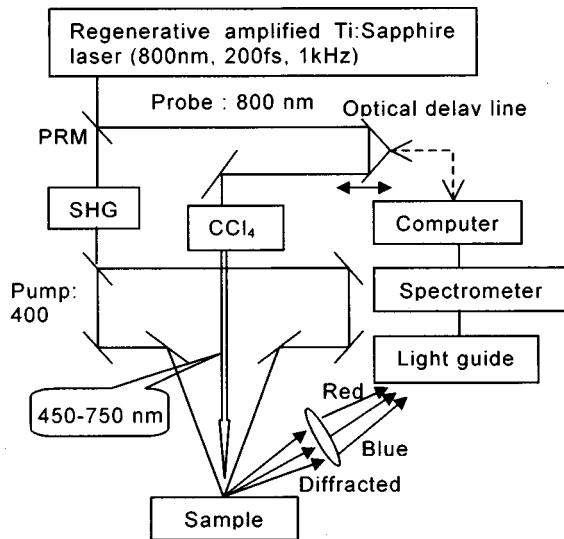 Regenerative amplified Ti:Sapphire
laser (800nm, 200fs, 1kHz)
Probe : 800 nm
Optical delay line
PRM
SHG
CCl₄
Computer
Pump:
400
Spectrometer
Light guide
450-750 nm
Red
Blue
Diffracted
Sample